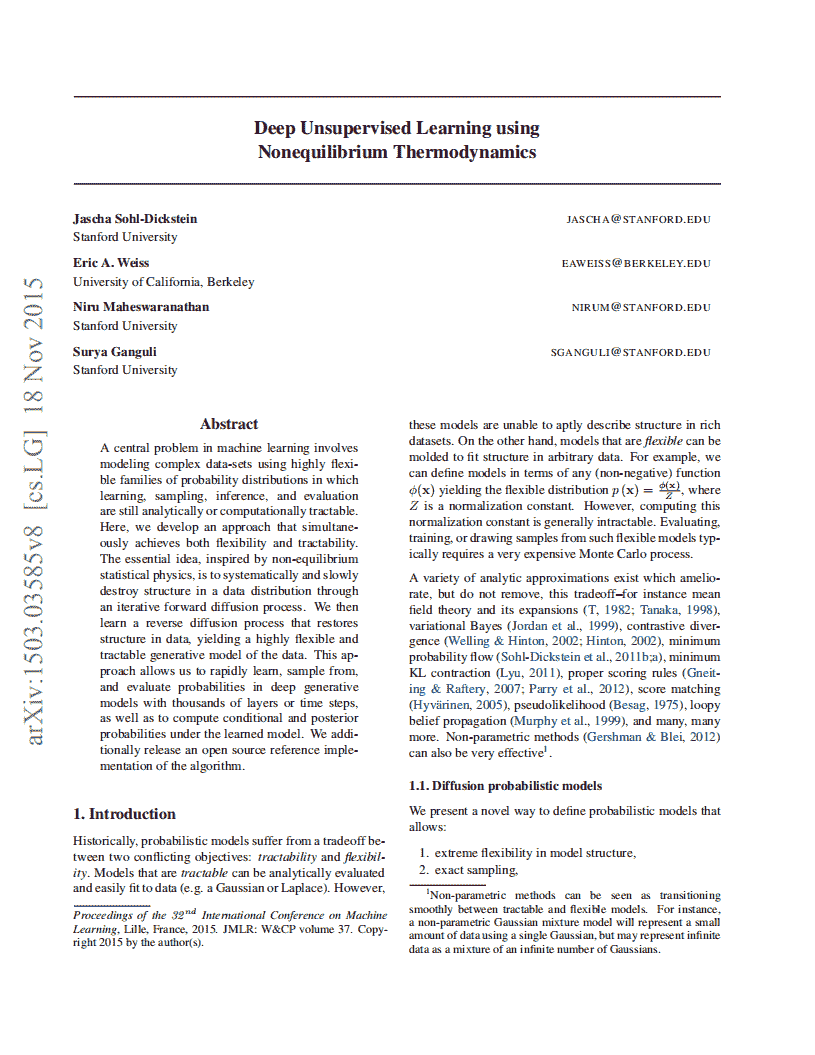 Deep Unsupervised Learning using
Nonequilibrium Thermodynamics
Jascha Sohl-Dickstein JASCHA@STANFORD.EDU
Stanford University
Eric A. Weiss EAWEISS@BERKELEY.EDU
University of California, Berkeley
Niru Maheswaranathan NIRUM@STANFORD.EDU
Stanford University
Surya Ganguli SGANGULI@STANFORD.EDU
Stanford University
arXiv:1503.03585v8 [cs.LG] 18 Nov 2015
Abstract
A central problem in machine learning involves
modeling complex data-sets using highly flexi-
ble families of probability distributions in which
learning, sampling, inference, and evaluation
are still analytically or computationally tractable.
Here, we develop an approach that simultane-
ously achieves both flexibility and tractability.
The essential idea, inspired by non-equilibrium
statistical physics, is to systematically and slowly
destroy structure in a data distribution through
an iterative forward diffusion process. We then
learn a reverse diffusion process that restores
structure in data, yielding a highly flexible and
tractable generative model of the data. This ap-
proach allows us to rapidly learn, sample from,
and evaluate probabilities in deep generative
models with thousands of layers or time steps,
as well as to compute conditional and posterior
probabilities under the learned model. We addi-
tionally release an open source reference imple-
mentation of the algorithm.
1. Introduction
Historically, probabilistic models suffer from a tradeoff be-
tween two conflicting objectives: tractability and flexibil-
ity. Models that are tractable can be analytically evaluated
and easily fit to data (e.g. a Gaussian or Laplace). However,
Proceedings of the 32nd International Conference on Machine
Learning, Lille, France, 2015. JMLR: W&CP volume 37. Copy-
right 2015 by the author(s).
these models are unable to aptly describe structure in rich
datasets. On the other hand, models that are flexible can be
molded to fit structure in arbitrary data. For example, we
can define models in terms of any (non-negative) function
ϕ(x) yielding the flexible distribution p (x) = ϕ(x)/Z, where
Z is a normalization constant. However, computing this
normalization constant is generally intractable. Evaluating,
training, or drawing samples from such flexible models typ-
ically requires a very expensive Monte Carlo process.
A variety of analytic approximations exist which amelio-
rate, but do not remove, this tradeoff–for instance mean
field theory and its expansions (T, 1982; Tanaka, 1998),
variational Bayes (Jordan et al., 1999), contrastive diver-
gence (Welling & Hinton, 2002; Hinton, 2002), minimum
probability flow (Sohl-Dickstein et al., 2011b;a), minimum
KL contraction (Lyu, 2011), proper scoring rules (Gneit-
ing & Raftery, 2007; Parry et al., 2012), score matching
(Hyvärinen, 2005), pseudolikelihood (Besag, 1975), loopy
belief propagation (Murphy et al., 1999), and many, many
more. Non-parametric methods (Gershman & Blei, 2012)
can also be very effective1.
1.1. Diffusion probabilistic models
We present a novel way to define probabilistic models that
allows:
1. extreme flexibility in model structure,
2. exact sampling,
1Non-parametric methods can be seen as transitioning
smoothly between tractable and flexible models. For instance,
a non-parametric Gaussian mixture model will represent a small
amount of data using a single Gaussian, but may represent infinite
data as a mixture of an infinite number of Gaussians.